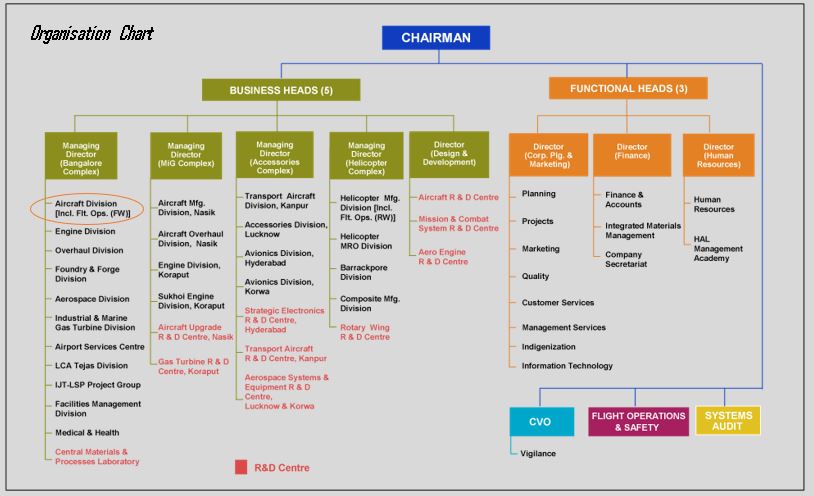 Organisation Chart
CHAIRMAN
BUSINESS HEADS (5)
FUNCTIONAL HEADS (3)
Managing
Director
(Bangalore
Complex)
Aircraft Division
[Incl. Flt. Ops. (FW)]
Engine Division
Overhaul Division
Foundry & Forge
Division
Aerospace Division
Industrial & Marine
Gas Turbine Division
Airport Services Centre
LCA Tejas Division
IJT-LSP Project Group
Facilities Management
Division
Medical & Health
Central Materials &
Processes Laboratory
Managing
Director
(MiG Complex)
Aircraft Mfg.
Division, Nasik
Aircraft Overhaul
Division, Nasik
Engine Division,
Koraput
Sukhoi Engine
Division, Koraput
Aircraft Upgrade
R & D Centre, Nasik
Gas Turbine R & D
Centre, Koraput
Managing
Director
(Accessories
Complex)
Transport Aircraft
Division, Kanpur
Accessories Division,
Lucknow
Avionics Division,
Hyderabad
Avionics Division,
Korwa
Strategic Electronics
R & D Centre,
Hyderabad
Transport Aircraft
R & D Centre, Kanpur
Aerospace Systems &
Equipment R & D
Centre,
Lucknow & Korwa
Managing
Director
(Helicopter
Complex)
Helicopter Mfg.
Division [Incl.
Flt. Ops. (RW)]
Helicopter
MRO Division
Barrackpore
Division
Composite Mfg.
Division
Rotary Wing
R & D Centre
Director
(Design &
Development)
Aircraft R & D Centre
Mission & Combat
System R & D Centre
Aero Engine
R & D Centre
Director
(Corp. Plg. &
Marketing)
Planning
Projects
Marketing
Quality
Customer Services
Management Services
Indigenization
Information Technology
Director
(Finance)
Finance &
Accounts
Integrated Materials
Management
Company
Secretariat
Director
(Human
Resources)
Human
Resources
HAL
Management
Academy
CVO
Vigilance
FLIGHT OPERATIONS
& SAFETY
SYSTEMS
AUDIT
R&D Centre